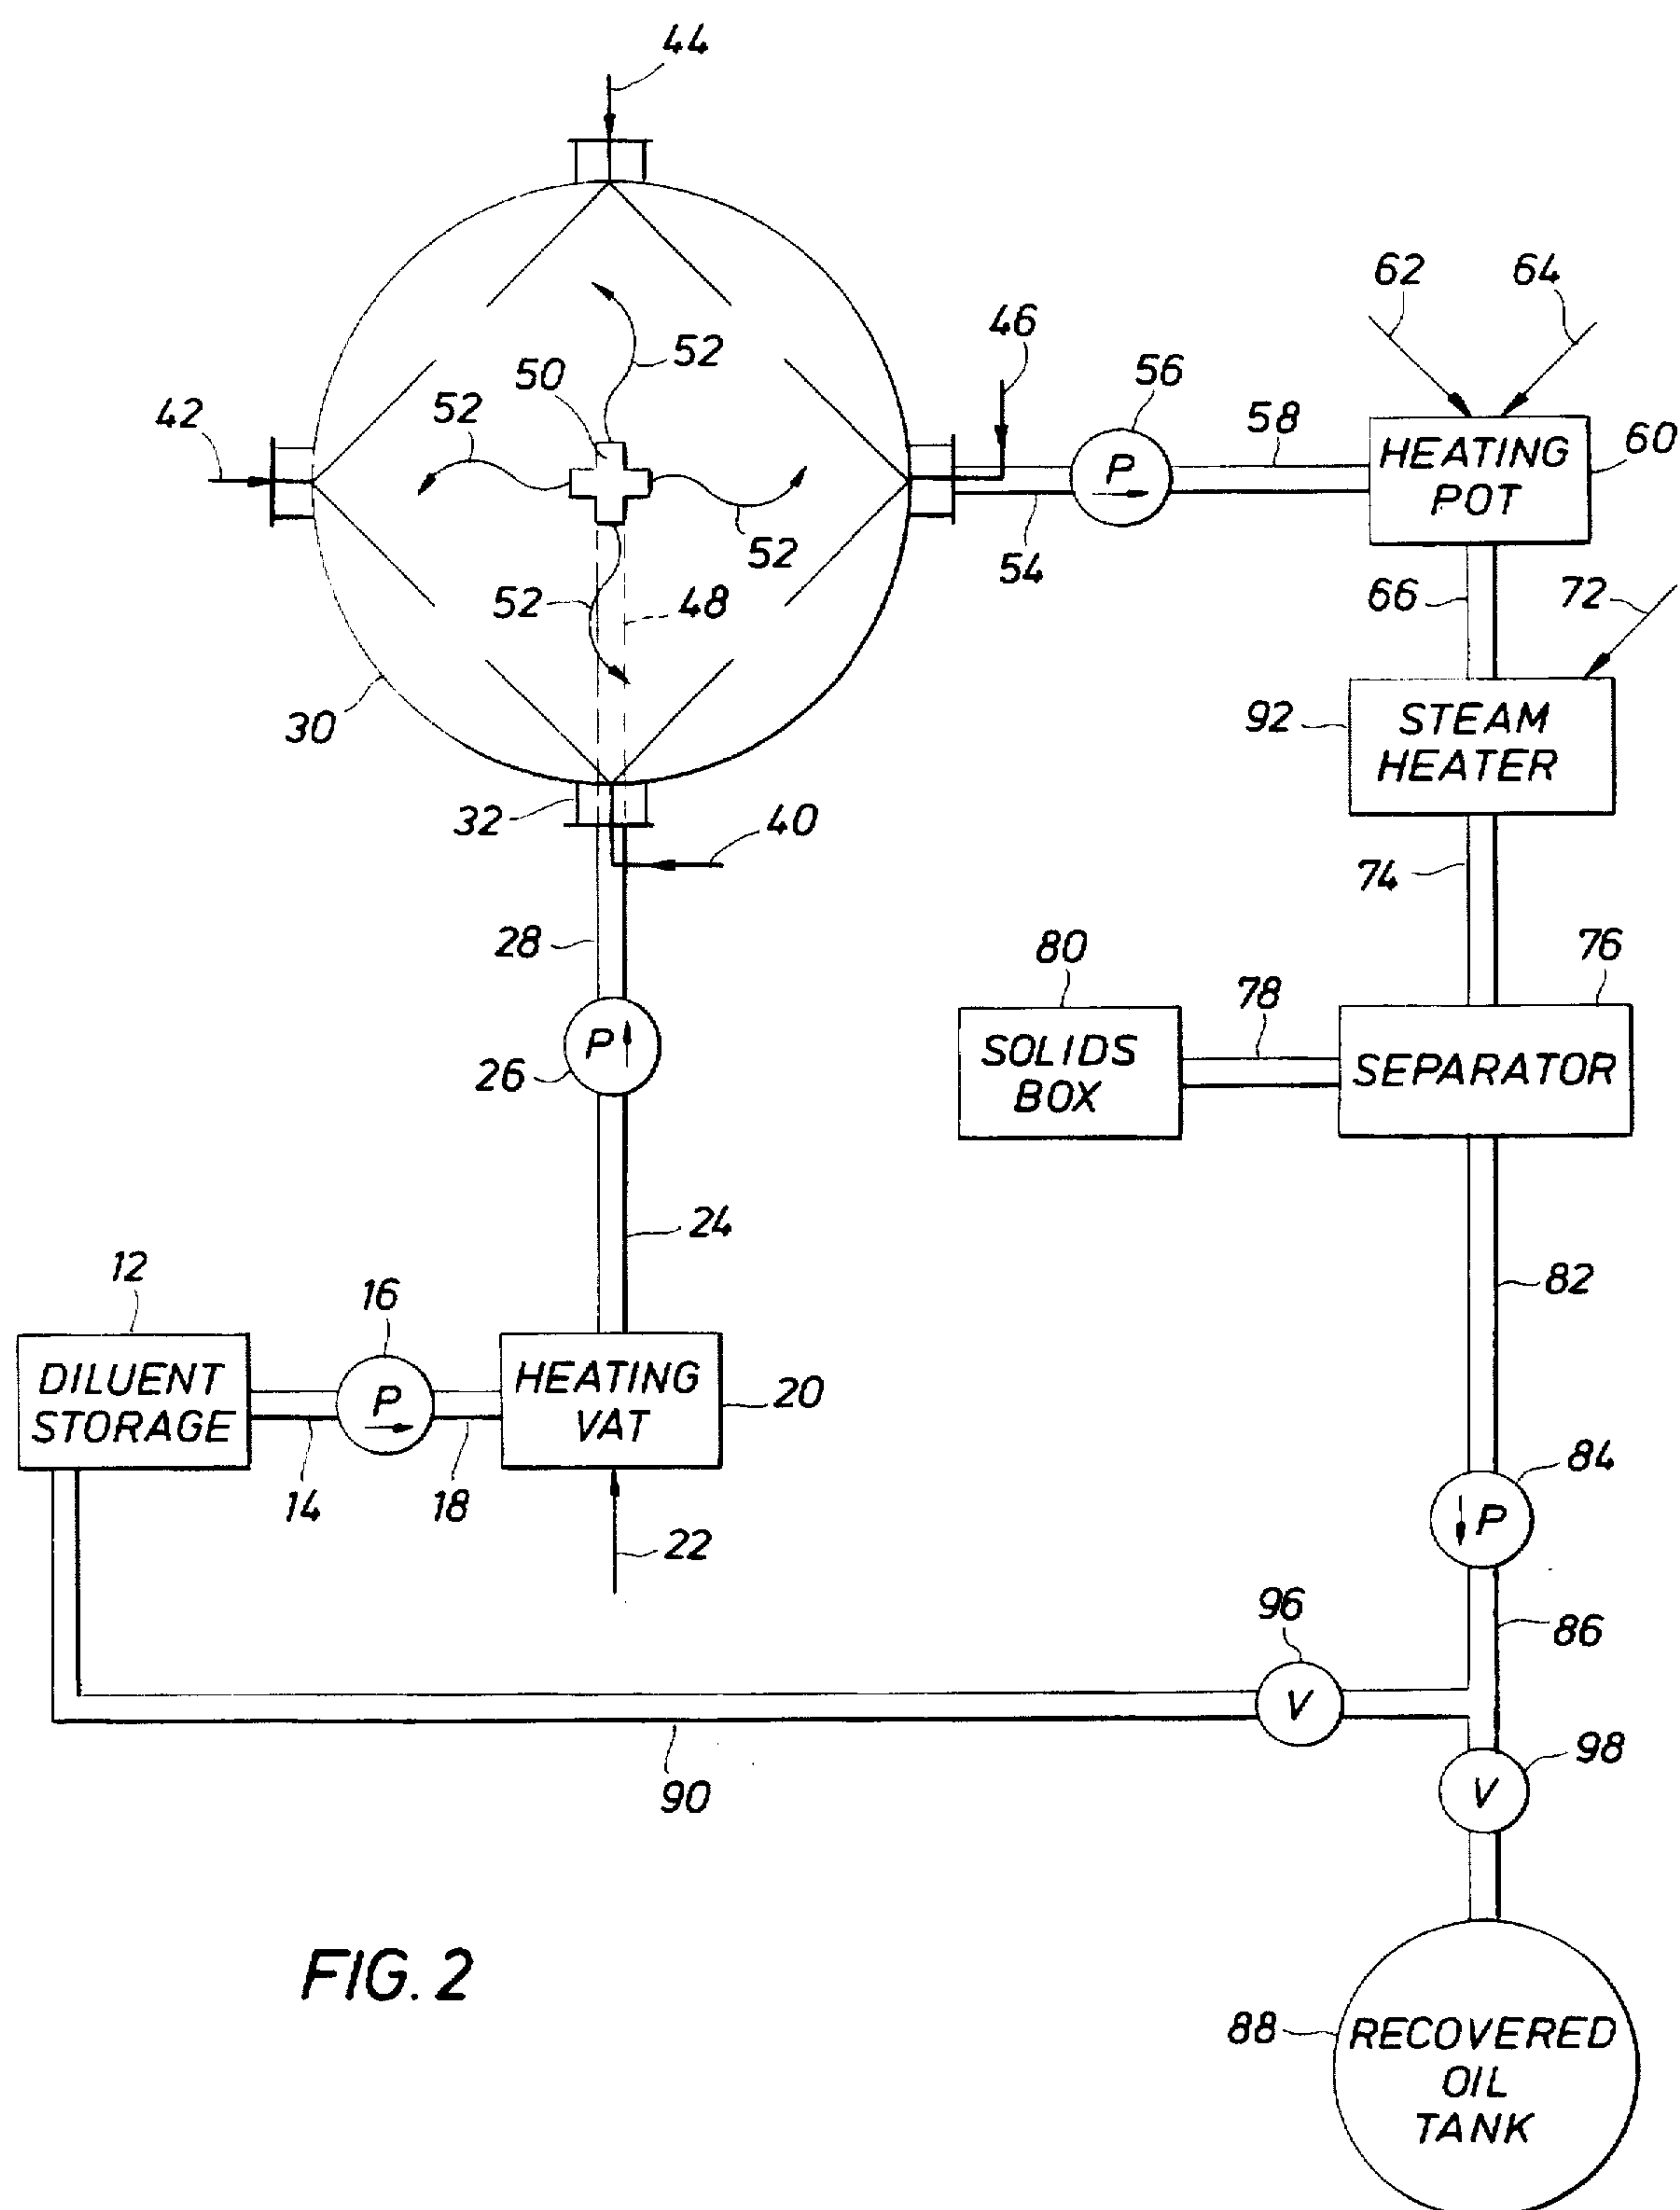 44
62
64
46
56
58
60
HEATING
POT
52
50
52
42
52
54
52
48
66
72
30
92
STEAM
HEATER
32
40
74
28
80
78
76
P
26
SOLIDS
BOX
SEPARATOR
24
12
16
82
DILUENT
STORAGE
P
HEATING
VAT
20
14
18
22
84
P
96
86
V
98
V
90
FIG. 2
88
RECOVERED
OIL
TANK
P